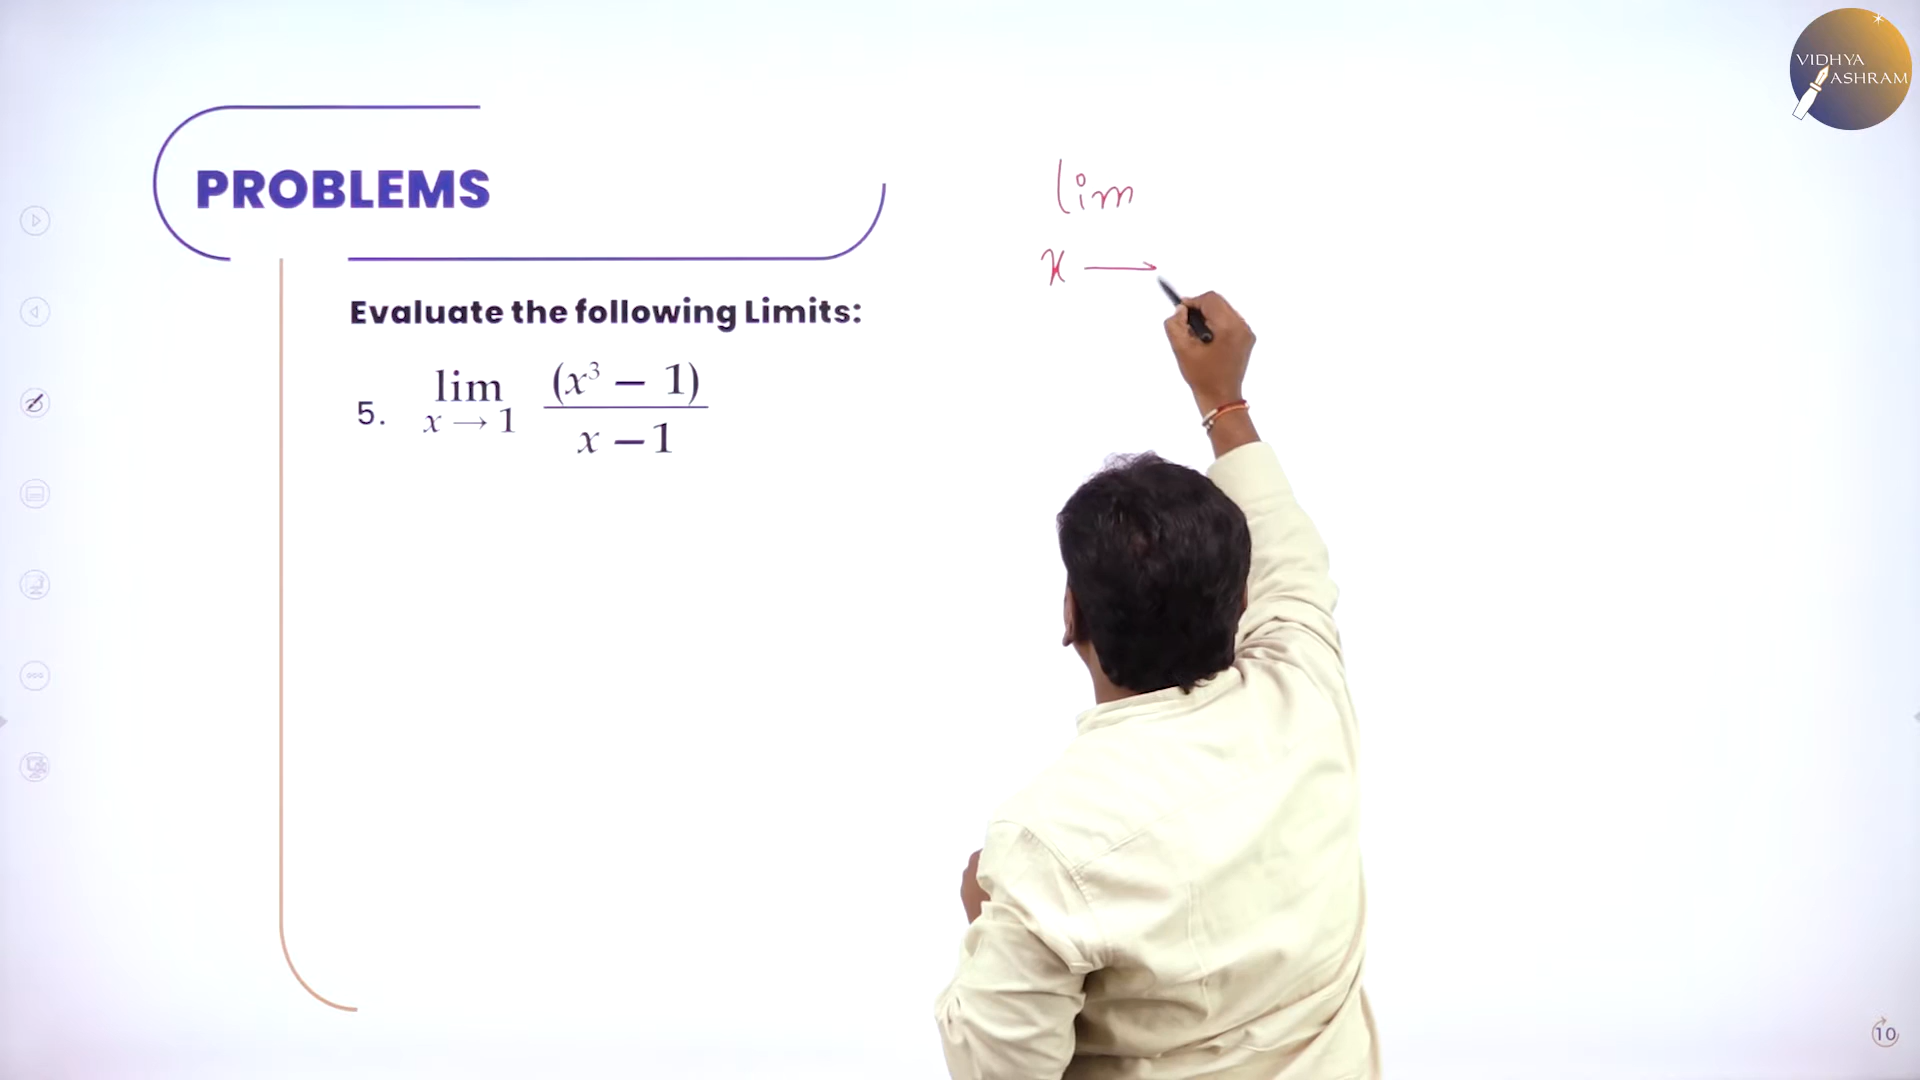 VIDHYA
ASHRAM
PROBLEMS
Evaluate the following Limits:
5. lim x → 1 (x³ − 1) / x − 1
lim
x →
10